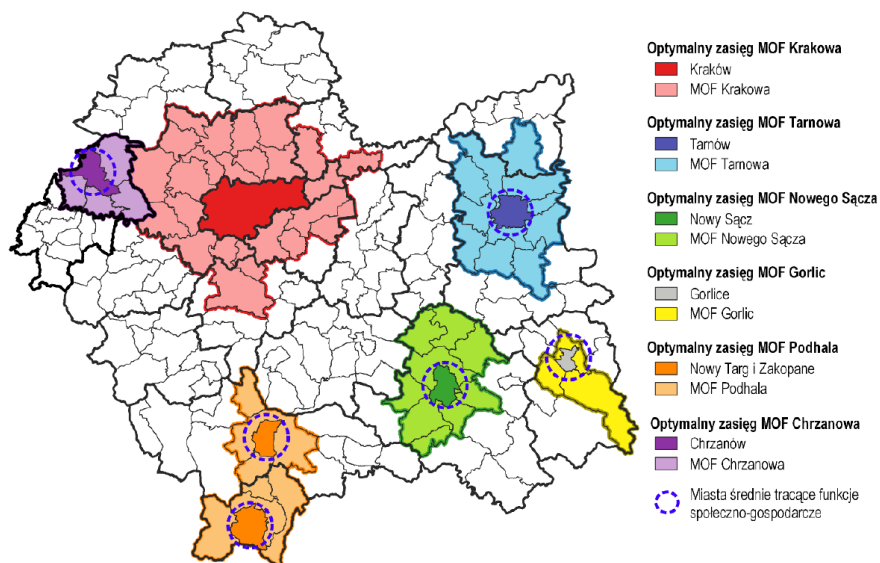 Optymalny zasięg MOF Krakowa
Kraków
MOF Krakowa
Optymalny zasięg MOF Tarnowa
Tarnów
MOF Tarnowa
Optymalny zasięg MOF Nowego Sącza
Nowy Sącz
MOF Nowego Sącza
Optymalny zasięg MOF Gorlic
Gorlice
MOF Gorlic
Optymalny zasięg MOF Podhala
Nowy Targ i Zakopane
MOF Podhala
Optymalny zasięg MOF Chrzanowa
Chrzanów
MOF Chrzanowa
Miasta średnie tracące funkcje
społeczno-gospodarcze